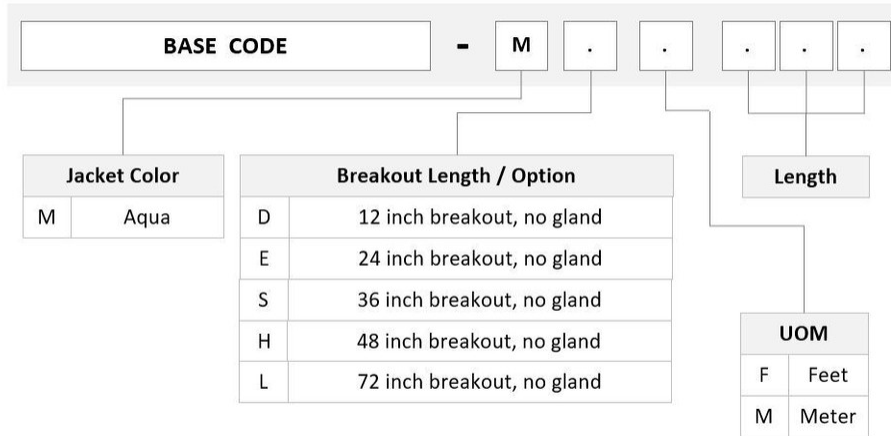 BASE CODE - M . . . . .
Jacket Color
M Aqua
Breakout Length / Option
D 12 inch breakout, no gland
E 24 inch breakout, no gland
S 36 inch breakout, no gland
H 48 inch breakout, no gland
L 72 inch breakout, no gland
Length
UOM
F Feet
M Meter